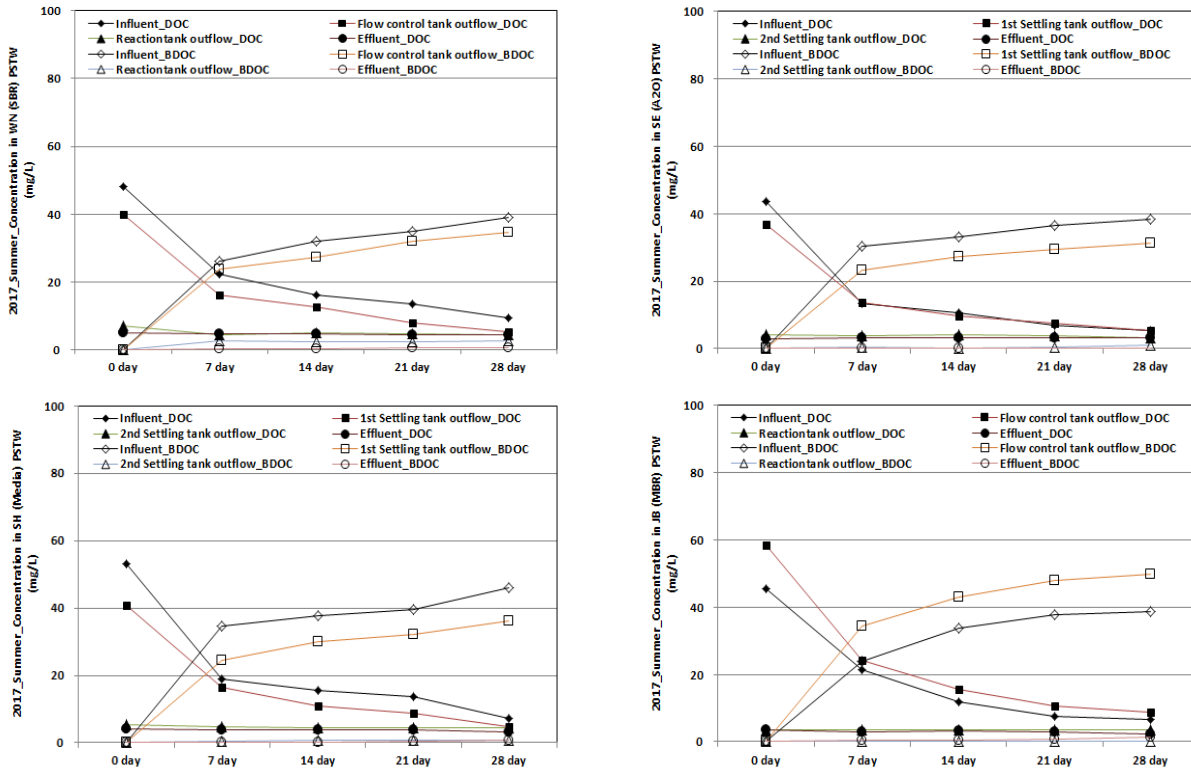 2017_Summer_Concentration in WN (SBR) PSTW
(mg/L)
100
80
60
40
20
0
Influent_DOC
Flow control tank outflow_DOC
Reaction tank outflow_DOC
Effluent_DOC
Influent_BDOC
Flow control tank outflow_BDOC
Reactiontank outflow_BDOC
Effluent_BDOC
0 day 7 day 14 day 21 day 28 day
2017_Summer_Concentration in SE (A2O) PSTW
(mg/L)
100
80
60
40
20
0
Influent_DOC
1st Settling tank outflow_DOC
2nd Settling tank outflow_DOC
Effluent_DOC
Influent_BDOC
1st Settling tank outflow_BDOC
2nd Settling tank outflow_BDOC
Effluent_BDOC
0 day 7 day 14 day 21 day 28 day
2017_Summer_Concentration in SH (Media) PSTW
(mg/L)
100
80
60
40
20
0
Influent_DOC
1st Settling tank outflow_DOC
2nd Settling tank outflow_DOC
Effluent_DOC
Influent_BDOC
1st Settling tank outflow_BDOC
2nd Settling tank outflow_BDOC
Effluent_BDOC
0 day 7 day 14 day 21 day 28 day
2017_Summer_Concentration in JB (MBR) PSTW
(mg/L)
100
80
60
40
20
0
Influent_DOC
Flow control tank outflow_DOC
Reactiontank outflow_DOC
Effluent_DOC
Influent_BDOC
Flow control tank outflow_BDOC
Reactiontank outflow_BDOC
Effluent_BDOC
0 day 7 day 14 day 21 day 28 day